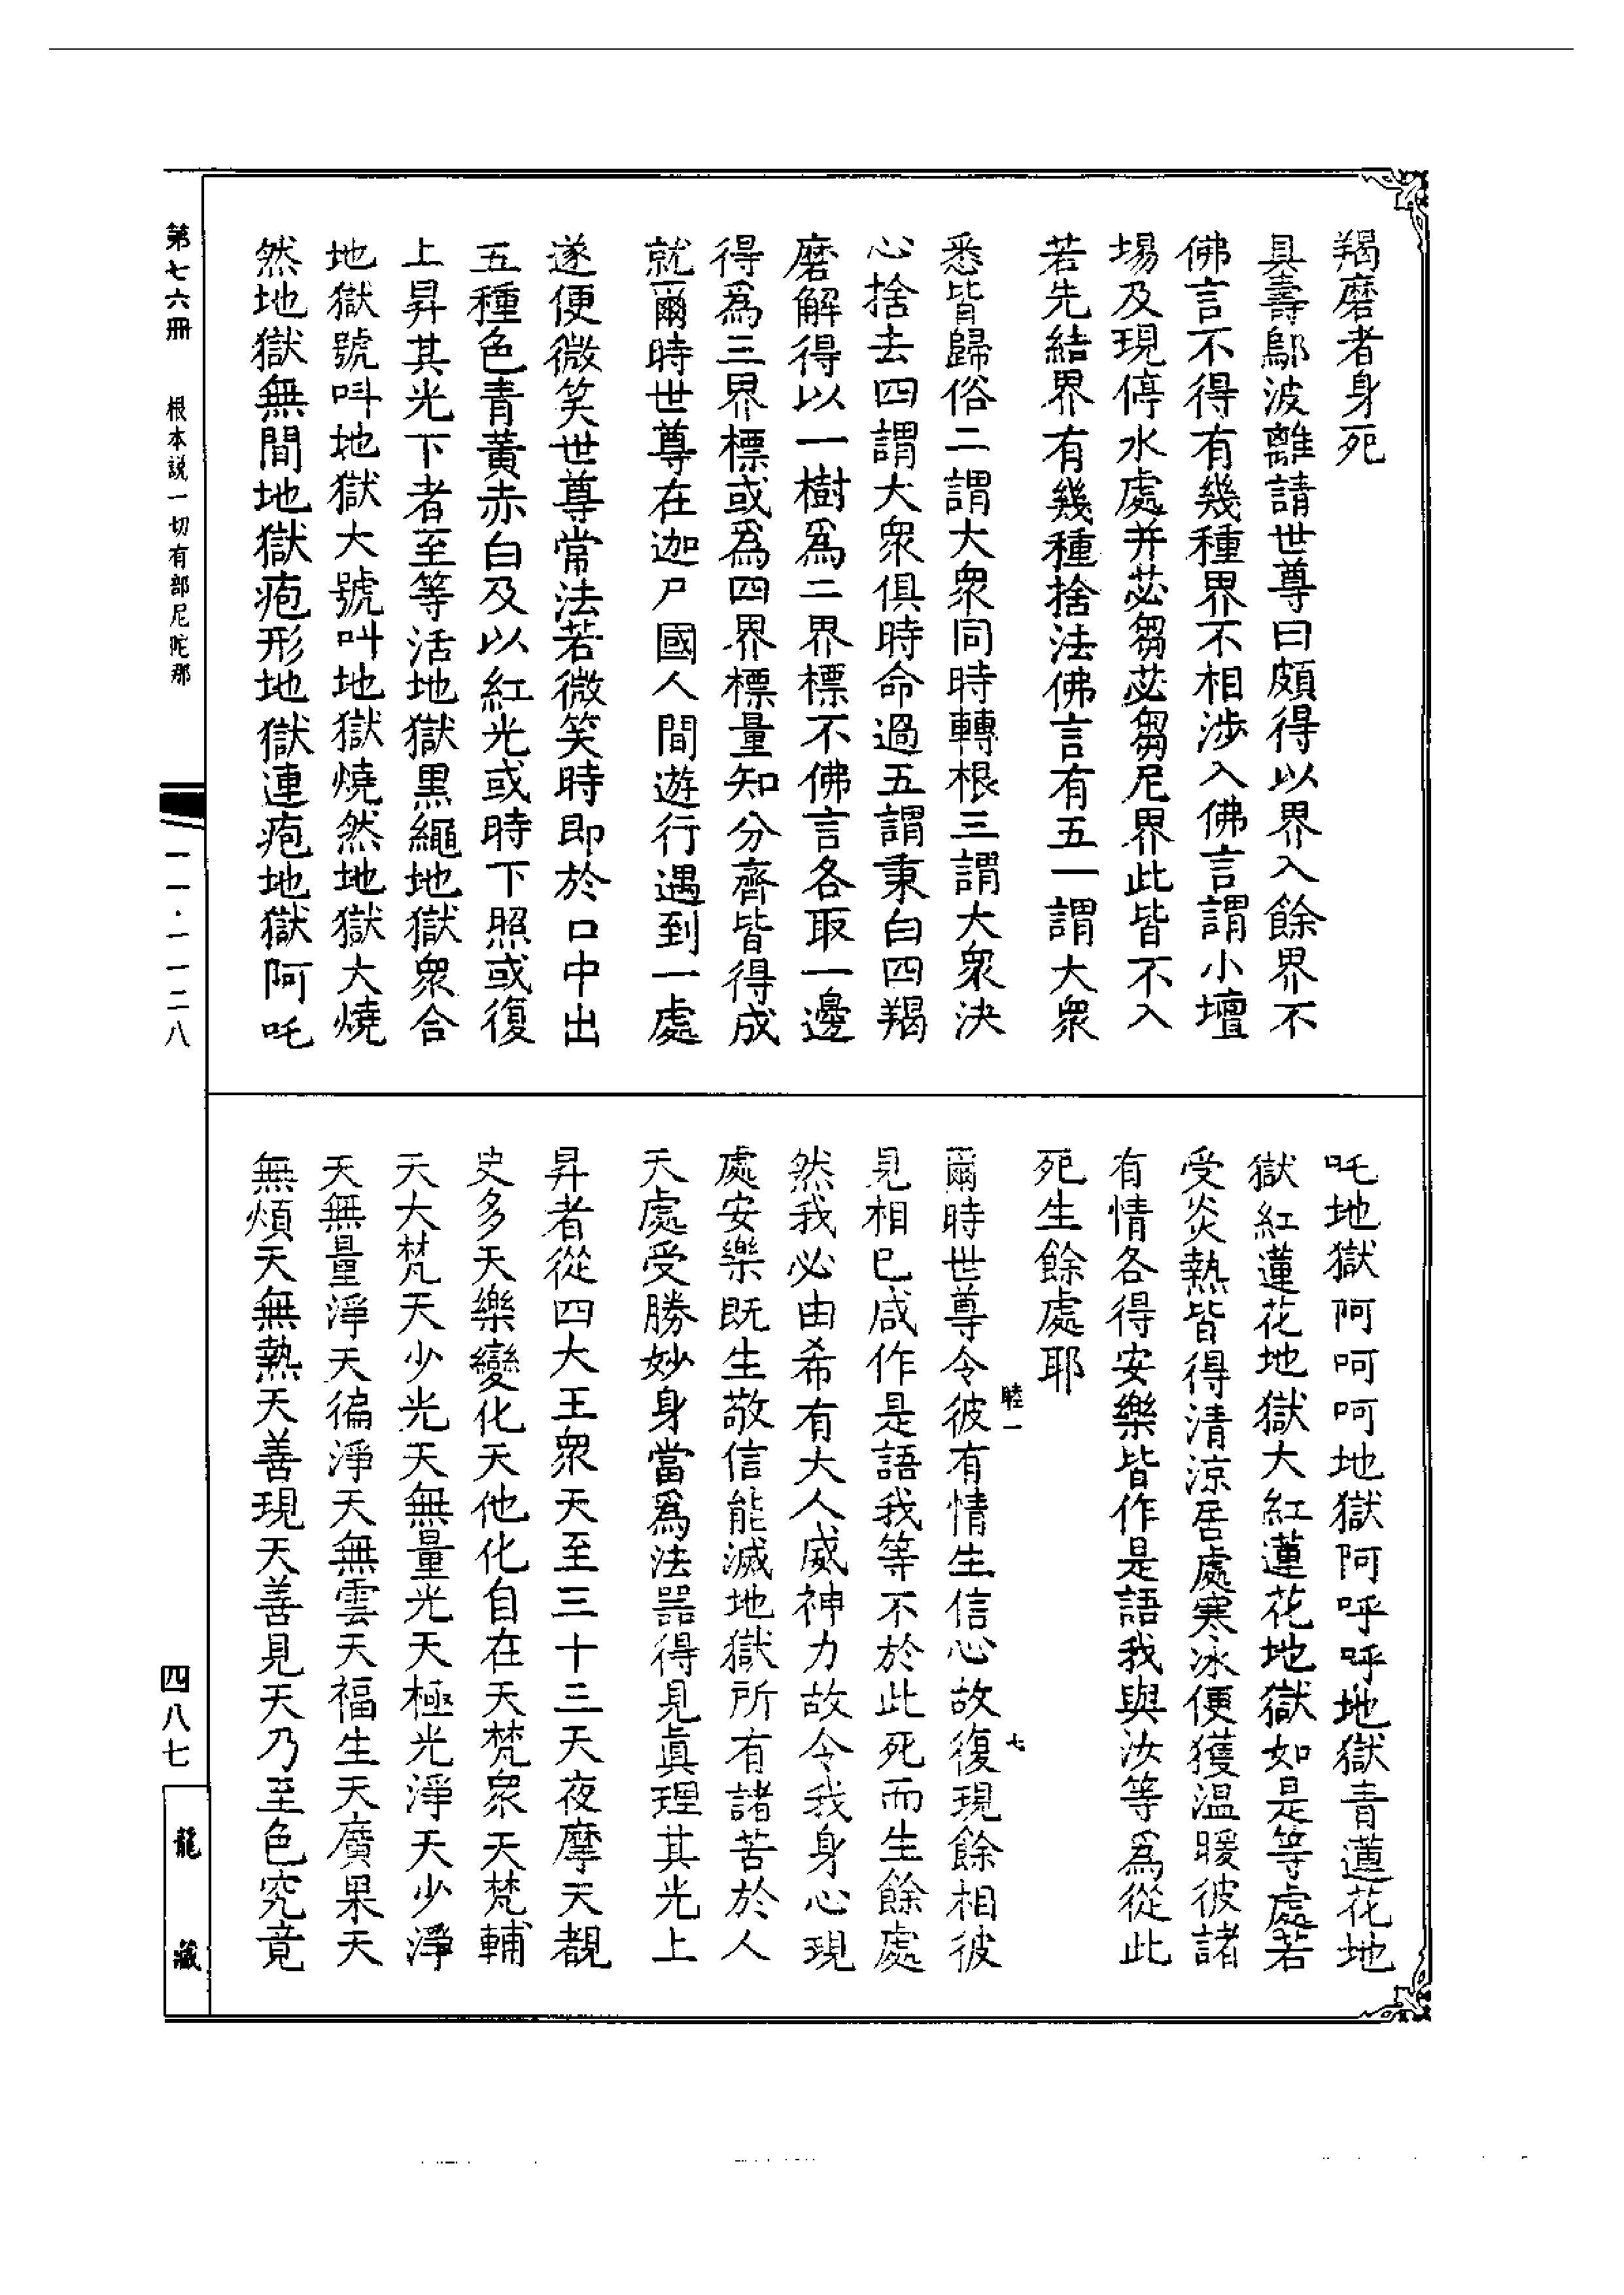 羯磨者身死
具壽鄔波離請世尊曰頗得以界入餘界不
佛言不得有幾種界不相涉入佛言謂小壇
場及現停水處并苾芻苾芻尼界此皆不入
若先結界有幾種捨法佛言有五一謂大衆
悉皆歸俗二謂大衆同時轉根三謂大衆決
心捨去四謂大衆俱時命過五謂秉白四羯
磨解得以一樹爲二界標不佛言各取一邊
得爲三界標或爲四界標量知分齊皆得成
就爾時世尊在迦尸國人間遊行遇到一處
遂便微笑世尊常法若微笑時即於口中出
五種色青黃赤白及以紅光或時下照或復
上昇其光下者至等活地獄黑繩地獄衆合
地獄號叫地獄大號叫地獄燒然地獄大燒
然地獄無間地獄疱形地獄連疱地獄阿吒
吒地獄阿呵呵地獄阿呼呼地獄青蓮花地
獄紅蓮花地獄大紅蓮花地獄如是等處若
受炎熱皆得清涼居處寒冰便獲溫暖彼諸
有情各得安樂皆作是語我與汝等爲從此
死生餘處耶
睦一
七
爾時世尊令彼有情生信心故復現餘相彼
見相已咸作是語我等不於此死而生餘處
然我必由希有大人威神力故令我身心現
處安樂既生敬信能滅地獄所有諸苦於人
天處受勝妙身當爲法器得見眞理其光上
昇者從四大王衆天至三十三天夜摩天覩
史多天樂變化天他化自在天梵衆天梵輔
天大梵天少光天無量光天極光淨天少淨
天無量淨天徧淨天無雲天福生天廣果天
無煩天無熱天善現天善見天乃至色究竟
第七六冊
根本説一切有部尼陀那
一一·一一二八
四八七
龍藏